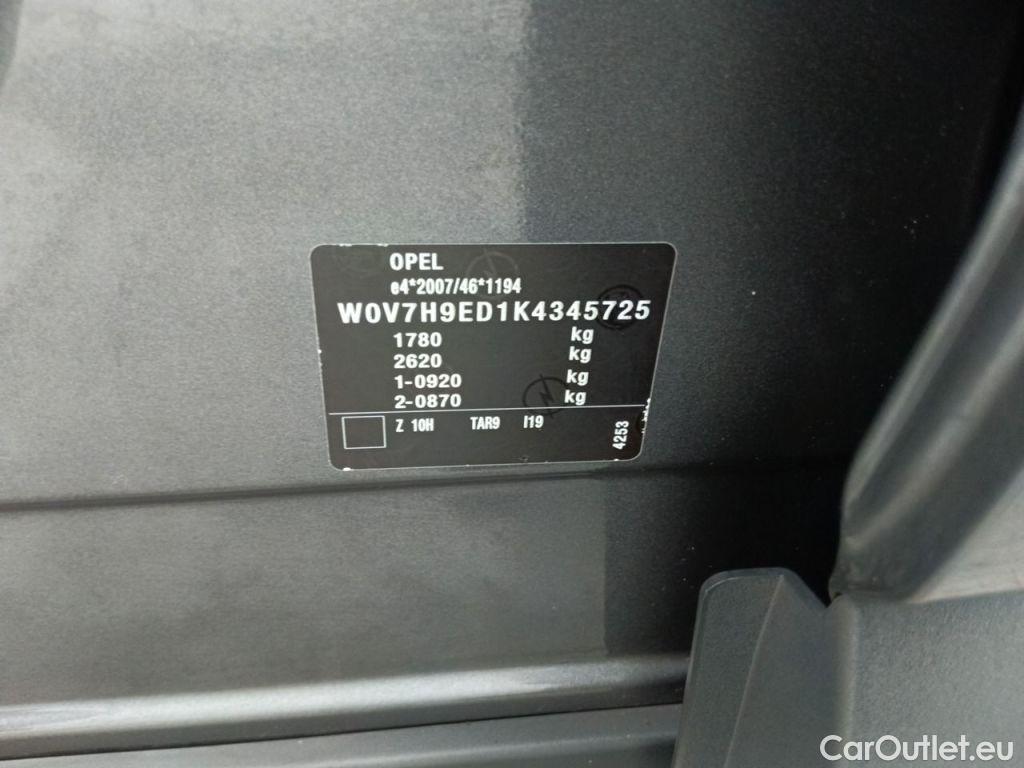 OPEL
e4*2007/46*1194
W0V7H9ED1K4345725
1780 kg
2620 kg
1-0920 kg
2-0870 kg
Z 10H TAR9 I19
4253
CarOutlet.eu